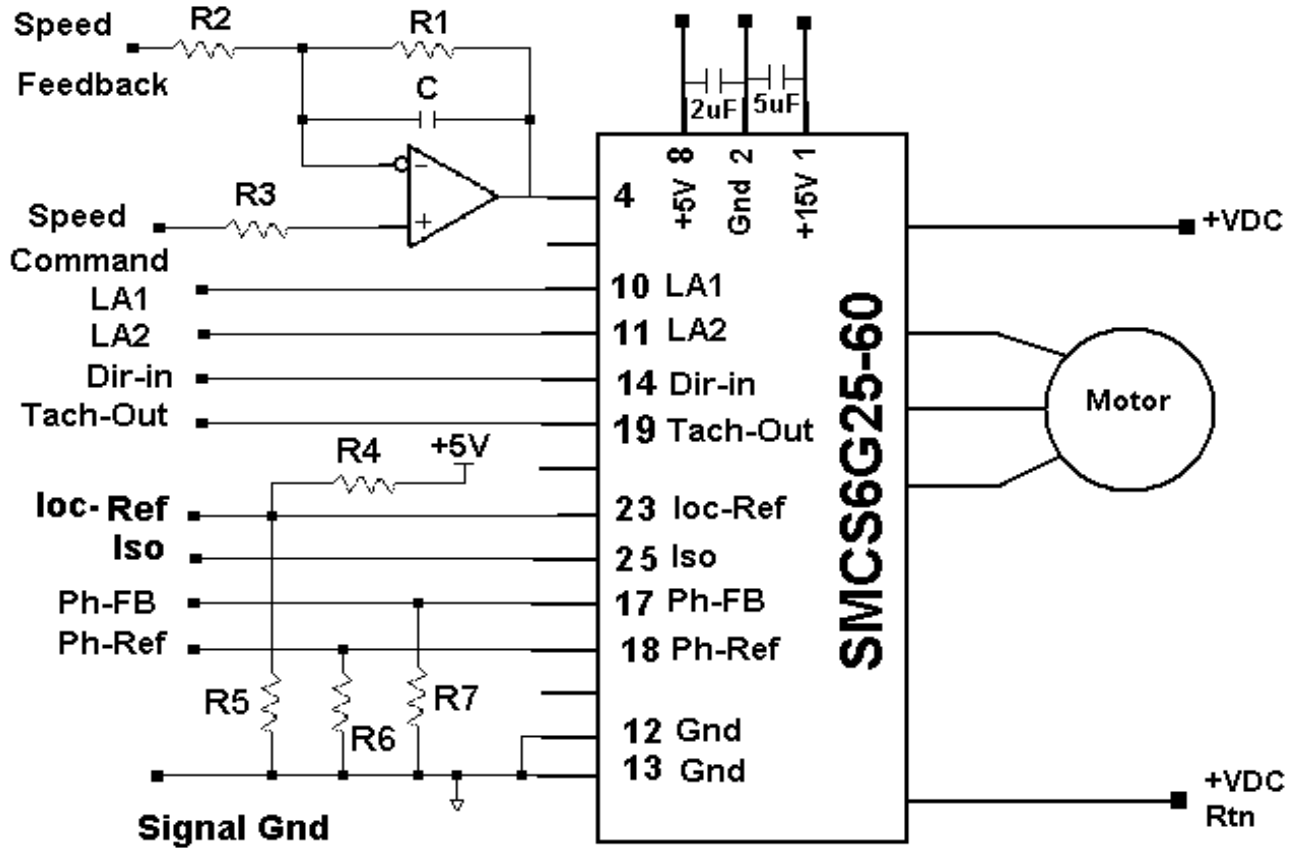 Speed
R2
R1
Feedback
C
2uF
5uF
+5V 8
Gnd 2
+15V 1
R3
-
+
4
Speed
Command
+VDC
LA1
10 LA1
LA2
11 LA2
Dir-in
14 Dir-in
Tach-Out
19 Tach-Out
Motor
R4
+5V
Ioc-Ref
23 Ioc-Ref
Iso
25 Iso
Ph-FB
17 Ph-FB
Ph-Ref
18 Ph-Ref
SMCS6G25-60
R5
R6
R7
12 Gnd
13 Gnd
Signal Gnd
+VDC
Rtn